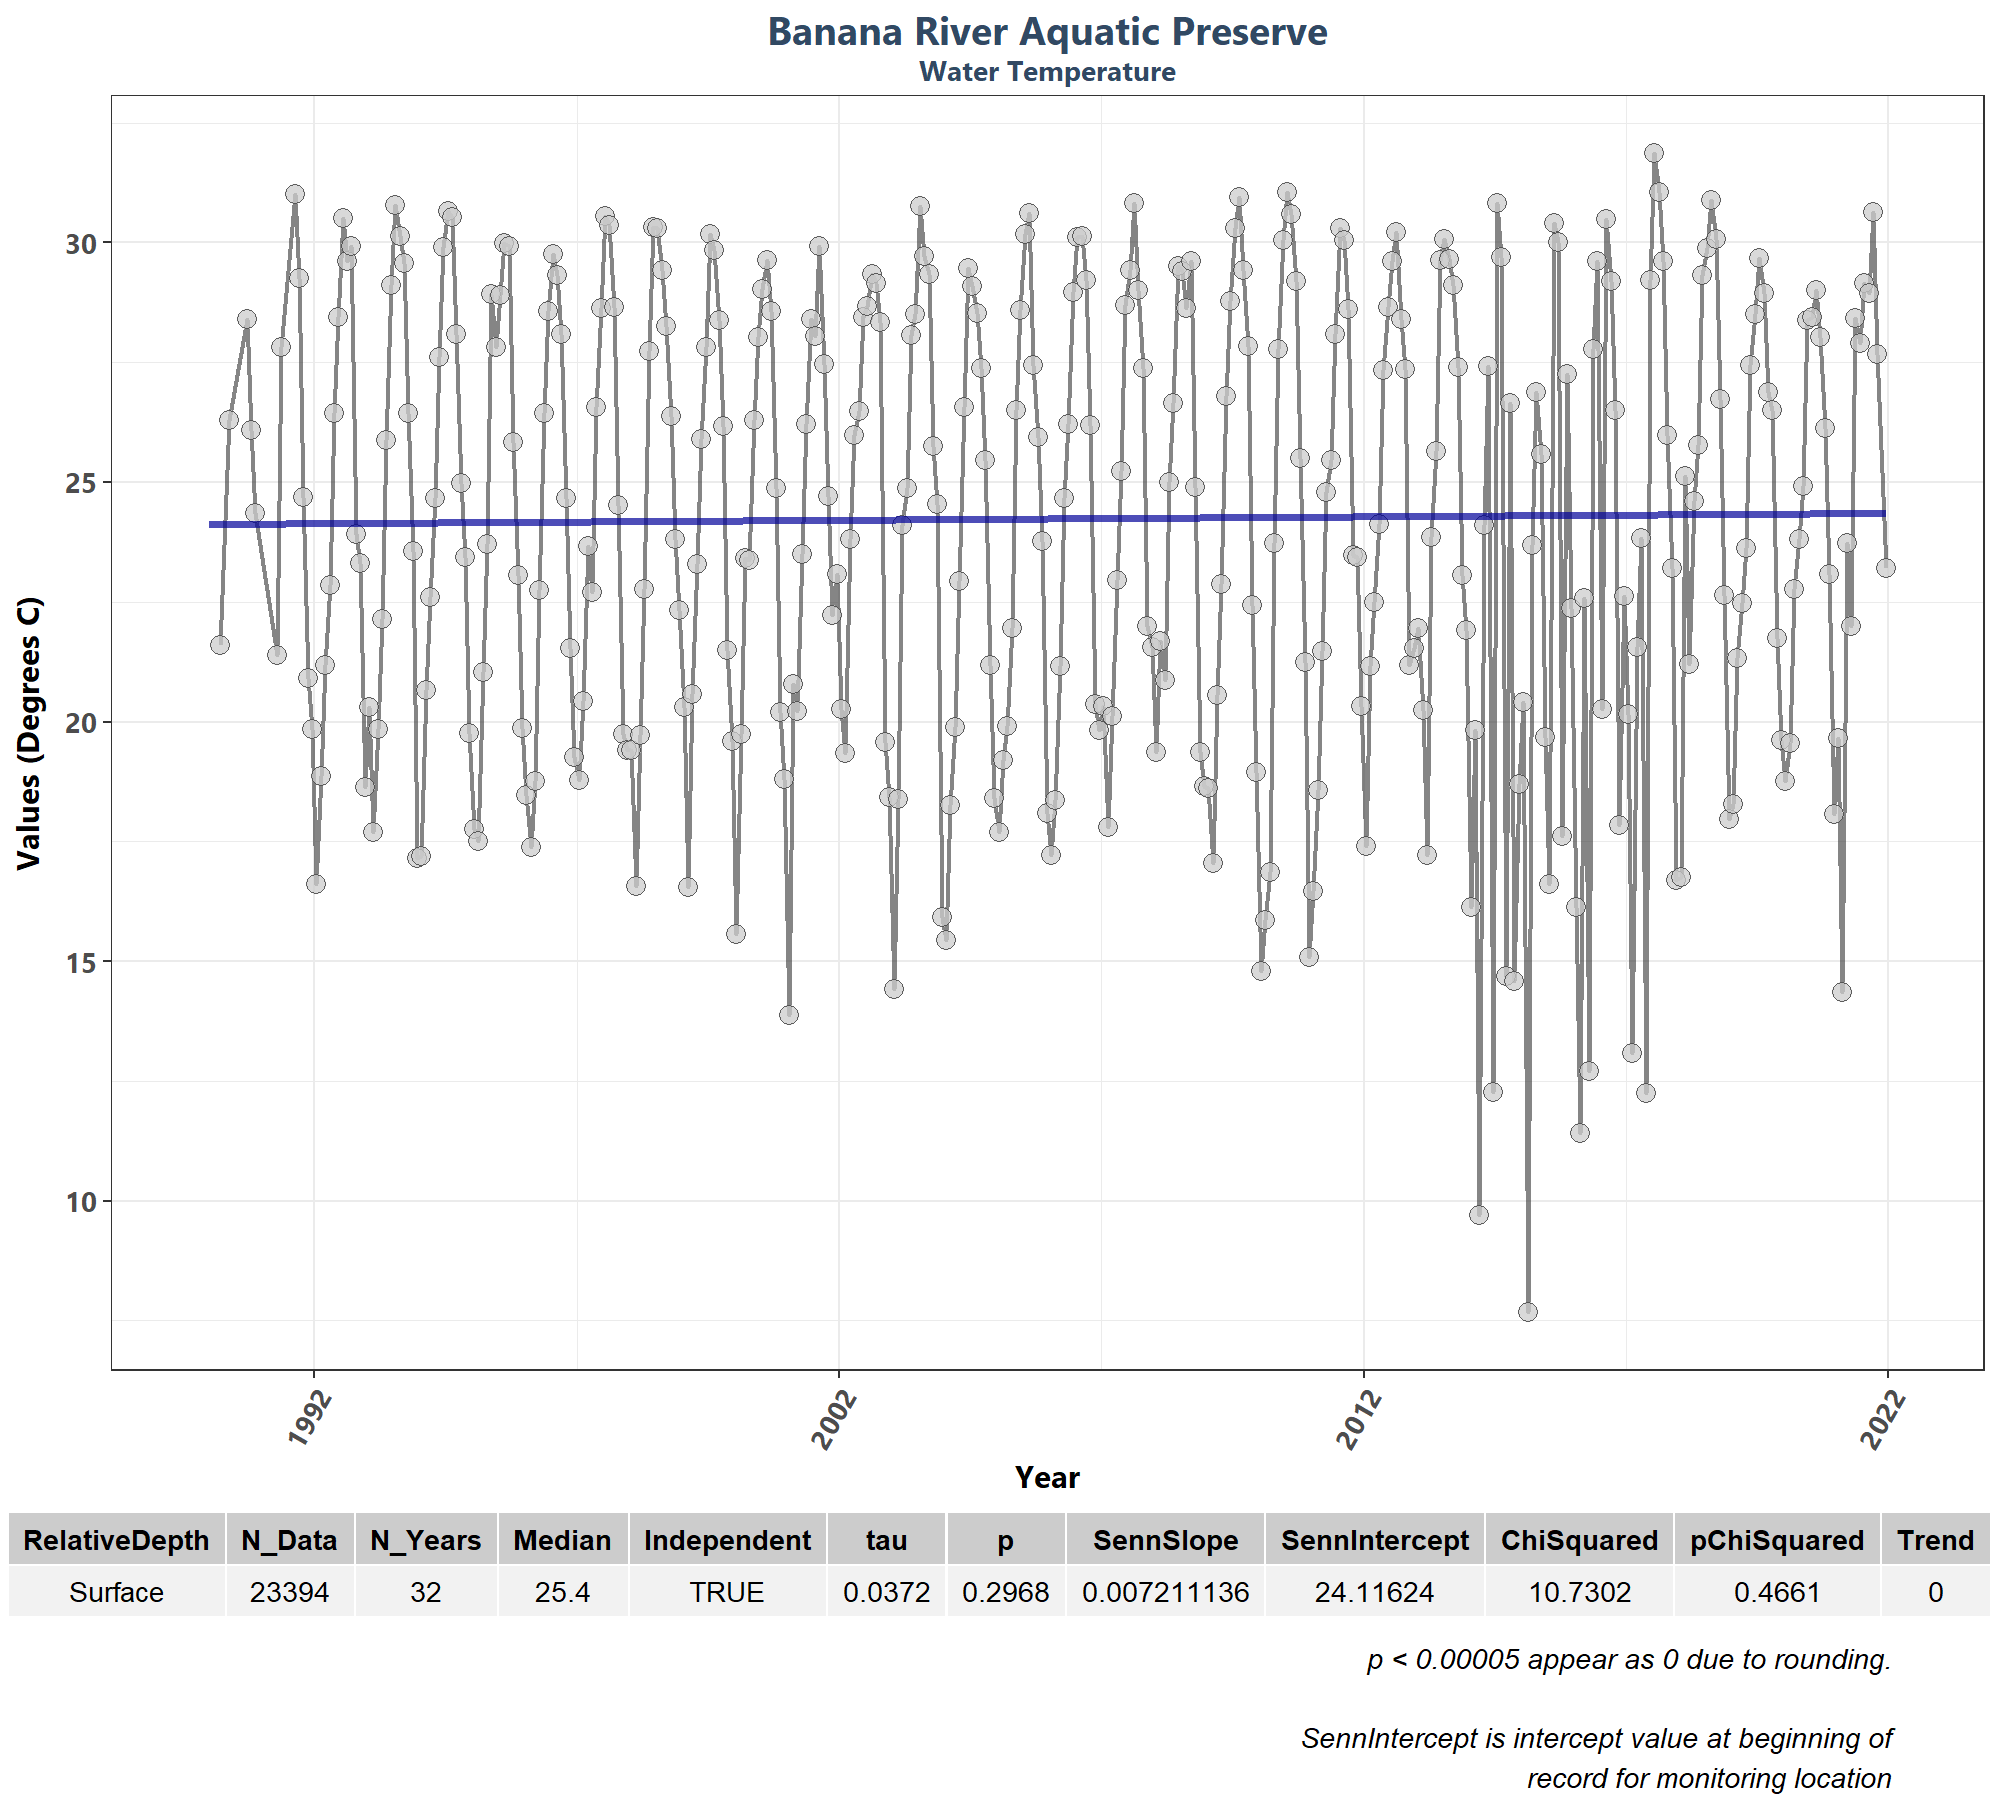 Banana River Aquatic Preserve
Water Temperature
Values (Degrees C)
30
25
20
15
10
1992
2002
2012
2022
Year
RelativeDepth N_Data N_Years Median Independent tau p SennSlope SennIntercept ChiSquared pChiSquared Trend
Surface 23394 32 25.4 TRUE 0.0372 0.2968 0.007211136 24.11624 10.7302 0.4661 0
p < 0.00005 appear as 0 due to rounding.
SennIntercept is intercept value at beginning of
record for monitoring location